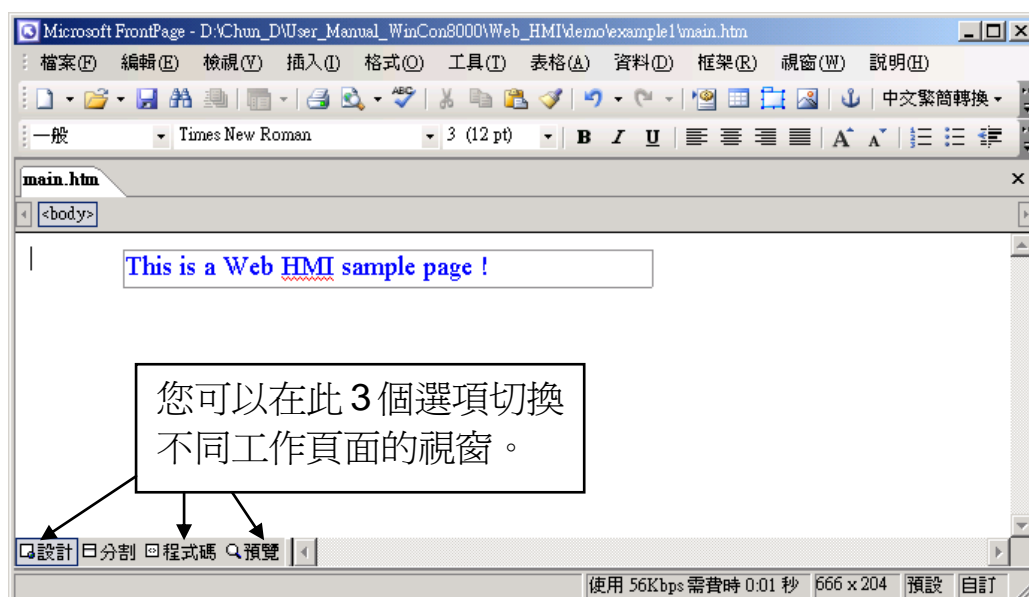 Microsoft FrontPage - D:\Chun_D\User_Manual_WinCon8000\Web_HMI\demo\example1\main.htm
檔案(F) 編輯(E) 檢視(V) 插入(I) 格式(O) 工具(T) 表格(A) 資料(D) 框架(R) 視窗(W) 說明(H)
ABC 中文繁簡轉換
一般 Times New Roman 3 (12 pt) B I U A A
main.htm
<body>
This is a Web HMI sample page !
您可以在此 3 個選項切換
不同工作頁面的視窗。
設計 分割 程式碼 預覽
使用 56Kbps 需費時 0:01 秒 666 x 204 預設 自訂